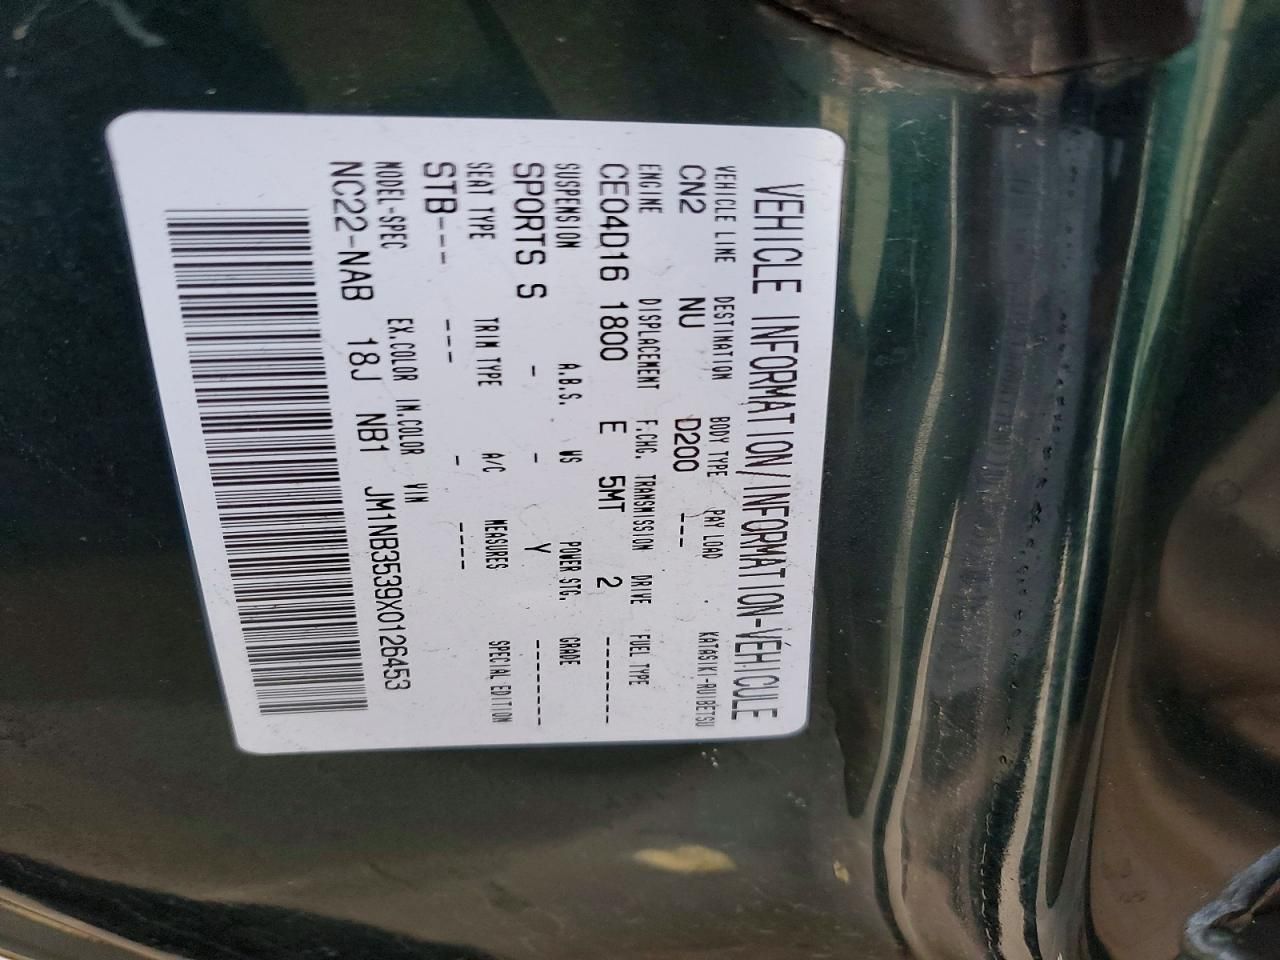 VEHICLE INFORMATION/INFORMATION-VÉHICULE
VEHICLE LINE DESTINATION BODY TYPE PAY LOAD KATASIKI-RUIBETSU
CN2 NU D200 ---
ENGINE DISPLACEMENT F.CHG. TRANSMISSION DRIVE FUEL TYPE
CE04D16 1800 E 5MT 2 -------
SUSPENSION A.B.S. WS POWER STG. GRADE
SPORTS S - - Y -------
SEAT TYPE TRIM TYPE A/C MEASURES SPECIAL EDITION
STB--- --- - ----
MODEL-SPEC EX.COLOR IN.COLOR VIN
NC22-NAB 18J NB1 JM1NB3539X0126453